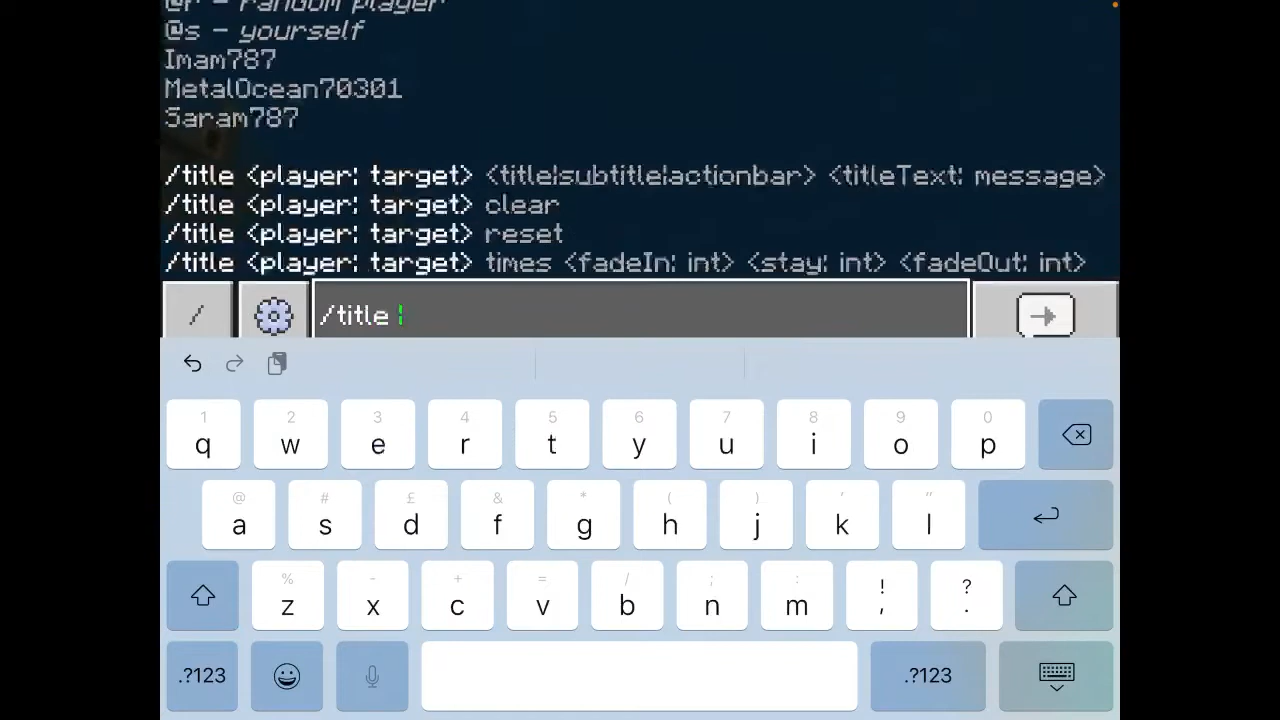 @r - random player
@s - yourself
Imam787
MetalOcean70301
Saram787
/title <player: target> <title|subtitle|actionbar> <titleText: message>
/title <player: target> clear
/title <player: target> reset
/title <player: target> times <fadeIn: int> <stay: int> <fadeOut: int>
/ /title
1 2 3 4 5 6 7 8 9 0
q w e r t y u i o p
@ # £ & * ( ) ' "
a s d f g h j k l
% - + = / ; : ! ?
z x c v b n m , .
.?123 .?123